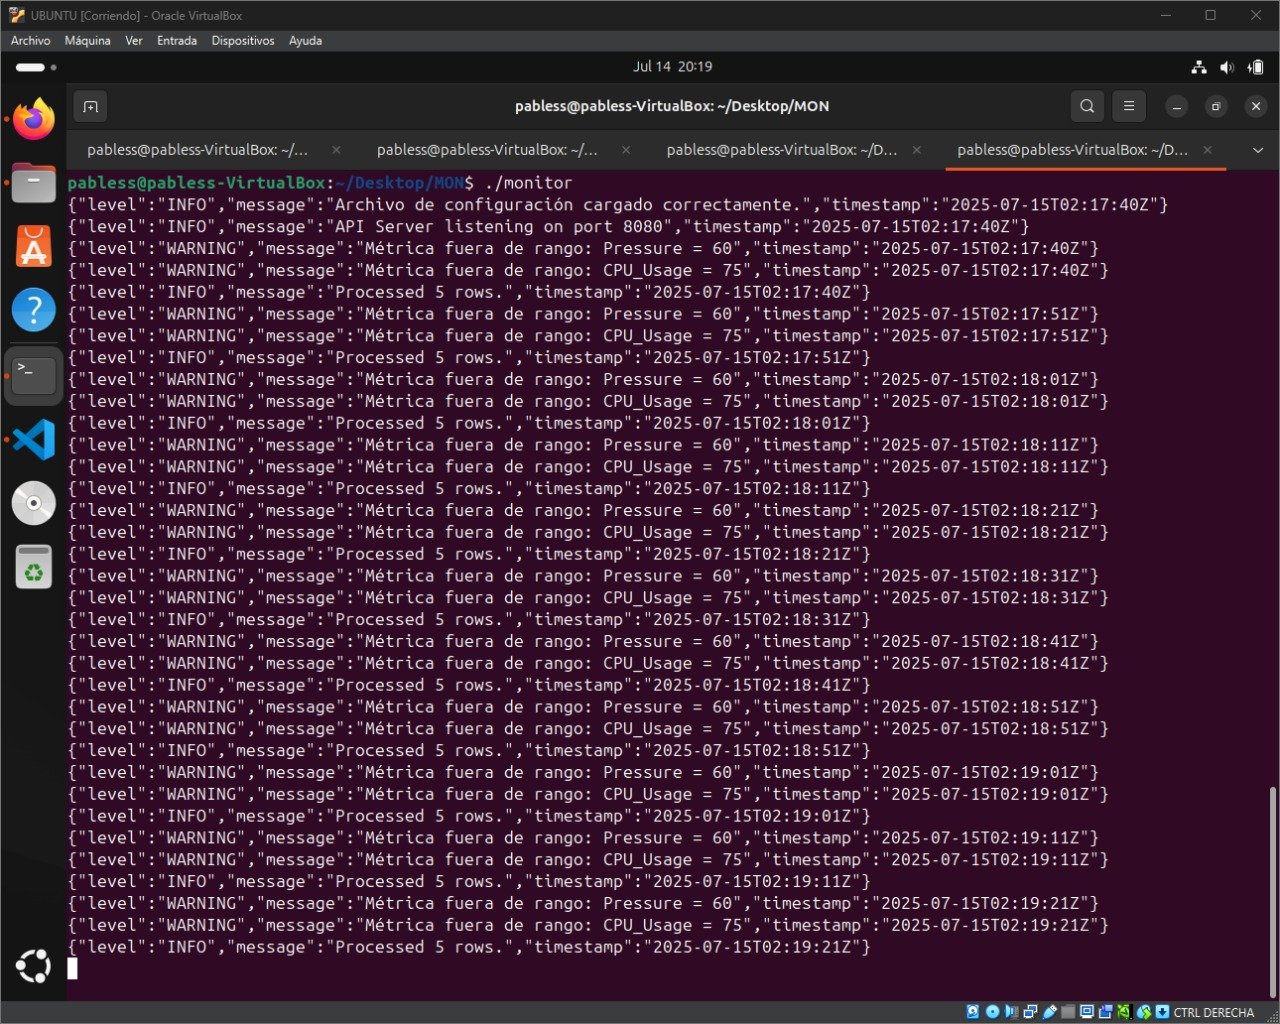 UBUNTU [Corriendo] - Oracle VirtualBox
Archivo Máquina Ver Entrada Dispositivos Ayuda
Jul 14 20:19
pabless@pabless-VirtualBox: ~/Desktop/MON
pabless@pabless-VirtualBox: ~/... pabless@pabless-VirtualBox: ~/... pabless@pabless-VirtualBox: ~/D... pabless@pabless-VirtualBox: ~/D...
pabless@pabless-VirtualBox:~/Desktop/MON$ ./monitor
{"level":"INFO","message":"Archivo de configuración cargado correctamente.","timestamp":"2025-07-15T02:17:40Z"}
{"level":"INFO","message":"API Server listening on port 8080","timestamp":"2025-07-15T02:17:40Z"}
{"level":"WARNING","message":"Métrica fuera de rango: Pressure = 60","timestamp":"2025-07-15T02:17:40Z"}
{"level":"WARNING","message":"Métrica fuera de rango: CPU_Usage = 75","timestamp":"2025-07-15T02:17:40Z"}
{"level":"INFO","message":"Processed 5 rows.","timestamp":"2025-07-15T02:17:40Z"}
{"level":"WARNING","message":"Métrica fuera de rango: Pressure = 60","timestamp":"2025-07-15T02:17:51Z"}
{"level":"WARNING","message":"Métrica fuera de rango: CPU_Usage = 75","timestamp":"2025-07-15T02:17:51Z"}
{"level":"INFO","message":"Processed 5 rows.","timestamp":"2025-07-15T02:17:51Z"}
{"level":"WARNING","message":"Métrica fuera de rango: Pressure = 60","timestamp":"2025-07-15T02:18:01Z"}
{"level":"WARNING","message":"Métrica fuera de rango: CPU_Usage = 75","timestamp":"2025-07-15T02:18:01Z"}
{"level":"INFO","message":"Processed 5 rows.","timestamp":"2025-07-15T02:18:01Z"}
{"level":"WARNING","message":"Métrica fuera de rango: Pressure = 60","timestamp":"2025-07-15T02:18:11Z"}
{"level":"WARNING","message":"Métrica fuera de rango: CPU_Usage = 75","timestamp":"2025-07-15T02:18:11Z"}
{"level":"INFO","message":"Processed 5 rows.","timestamp":"2025-07-15T02:18:11Z"}
{"level":"WARNING","message":"Métrica fuera de rango: Pressure = 60","timestamp":"2025-07-15T02:18:21Z"}
{"level":"WARNING","message":"Métrica fuera de rango: CPU_Usage = 75","timestamp":"2025-07-15T02:18:21Z"}
{"level":"INFO","message":"Processed 5 rows.","timestamp":"2025-07-15T02:18:21Z"}
{"level":"WARNING","message":"Métrica fuera de rango: Pressure = 60","timestamp":"2025-07-15T02:18:31Z"}
{"level":"WARNING","message":"Métrica fuera de rango: CPU_Usage = 75","timestamp":"2025-07-15T02:18:31Z"}
{"level":"INFO","message":"Processed 5 rows.","timestamp":"2025-07-15T02:18:31Z"}
{"level":"WARNING","message":"Métrica fuera de rango: Pressure = 60","timestamp":"2025-07-15T02:18:41Z"}
{"level":"WARNING","message":"Métrica fuera de rango: CPU_Usage = 75","timestamp":"2025-07-15T02:18:41Z"}
{"level":"INFO","message":"Processed 5 rows.","timestamp":"2025-07-15T02:18:41Z"}
{"level":"WARNING","message":"Métrica fuera de rango: Pressure = 60","timestamp":"2025-07-15T02:18:51Z"}
{"level":"WARNING","message":"Métrica fuera de rango: CPU_Usage = 75","timestamp":"2025-07-15T02:18:51Z"}
{"level":"INFO","message":"Processed 5 rows.","timestamp":"2025-07-15T02:18:51Z"}
{"level":"WARNING","message":"Métrica fuera de rango: Pressure = 60","timestamp":"2025-07-15T02:19:01Z"}
{"level":"WARNING","message":"Métrica fuera de rango: CPU_Usage = 75","timestamp":"2025-07-15T02:19:01Z"}
{"level":"INFO","message":"Processed 5 rows.","timestamp":"2025-07-15T02:19:01Z"}
{"level":"WARNING","message":"Métrica fuera de rango: Pressure = 60","timestamp":"2025-07-15T02:19:11Z"}
{"level":"WARNING","message":"Métrica fuera de rango: CPU_Usage = 75","timestamp":"2025-07-15T02:19:11Z"}
{"level":"INFO","message":"Processed 5 rows.","timestamp":"2025-07-15T02:19:11Z"}
{"level":"WARNING","message":"Métrica fuera de rango: Pressure = 60","timestamp":"2025-07-15T02:19:21Z"}
{"level":"WARNING","message":"Métrica fuera de rango: CPU_Usage = 75","timestamp":"2025-07-15T02:19:21Z"}
{"level":"INFO","message":"Processed 5 rows.","timestamp":"2025-07-15T02:19:21Z"}
CTRL DERECHA